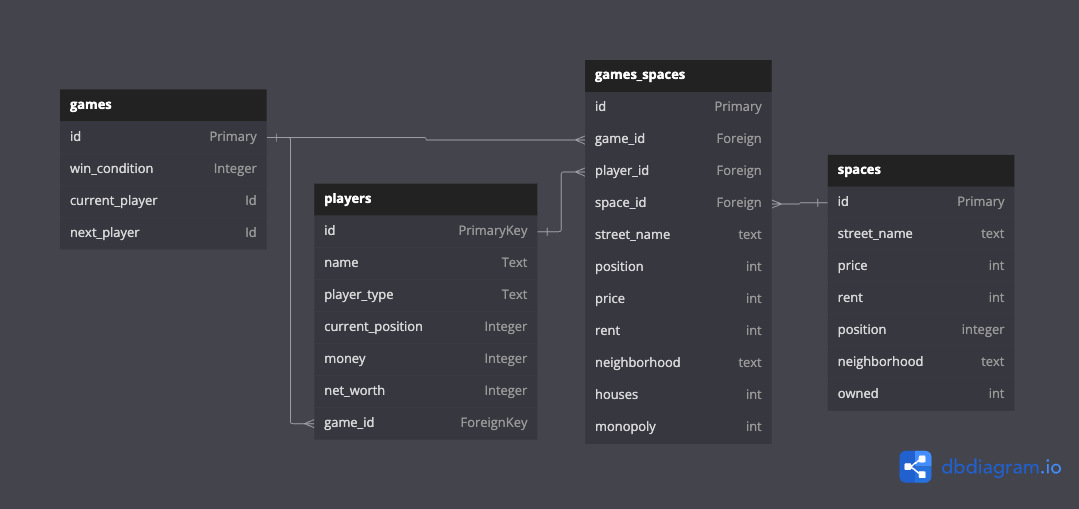 games
id Primary
win_condition Integer
current_player Id
next_player Id
players
id PrimaryKey
name Text
player_type Text
current_position Integer
money Integer
net_worth Integer
game_id ForeignKey
games_spaces
id Primary
game_id Foreign
player_id Foreign
space_id Foreign
street_name text
position int
price int
rent int
neighborhood text
houses int
monopoly int
spaces
id Primary
street_name text
price int
rent int
position integer
neighborhood text
owned int
dbdiagram.io